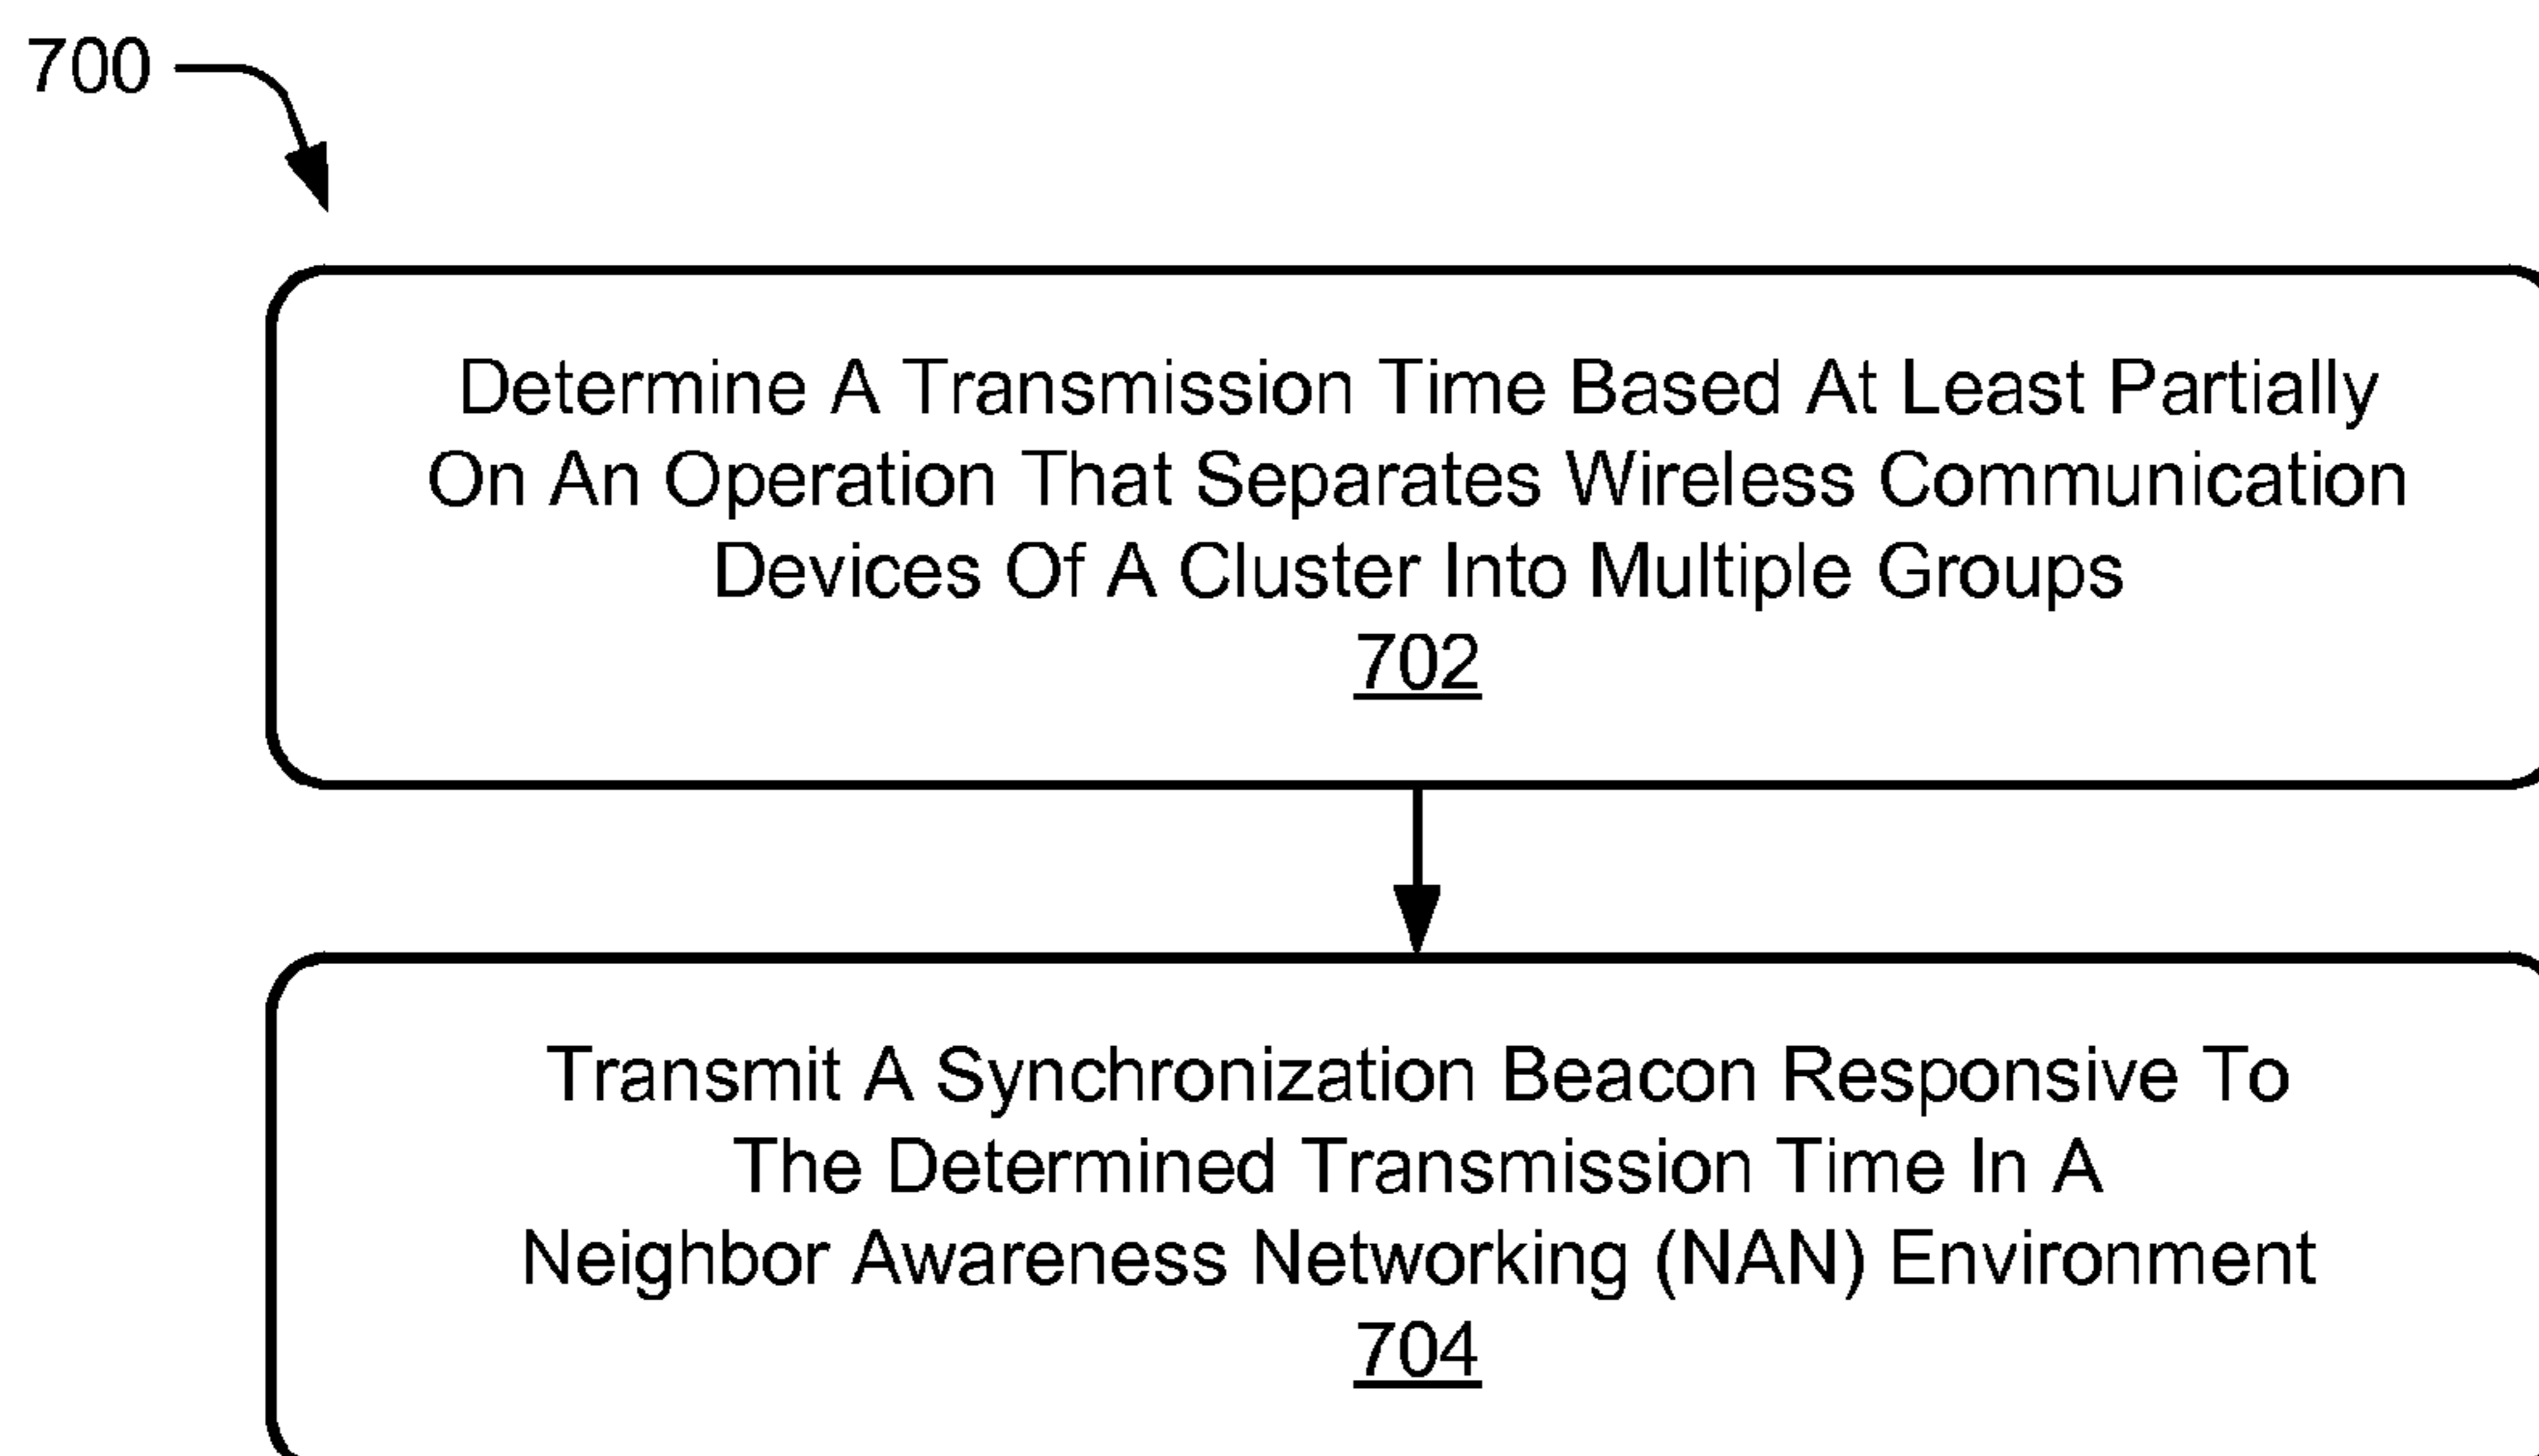 700
Determine A Transmission Time Based At Least Partially
On An Operation That Separates Wireless Communication
Devices Of A Cluster Into Multiple Groups
702
Transmit A Synchronization Beacon Responsive To
The Determined Transmission Time In A
Neighbor Awareness Networking (NAN) Environment
704